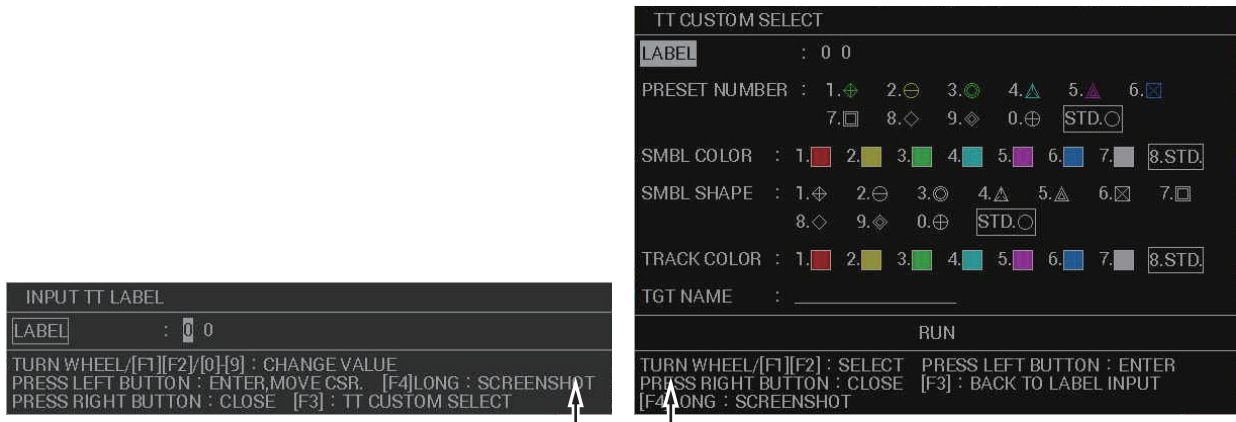 INPUT TT LABEL
LABEL : 0 0
TURN WHEEL/[F1][F2]/[0]-[9] : CHANGE VALUE
PRESS LEFT BUTTON : ENTER,MOVE CSR. [F4]LONG : SCREENSHOT
PRESS RIGHT BUTTON : CLOSE [F3] : TT CUSTOM SELECT
TT CUSTOM SELECT
LABEL : 0 0
PRESET NUMBER : 1. 2. 3. 4. 5. 6.
7. 8. 9. 0. STD.
SMBL COLOR : 1. 2. 3. 4. 5. 6. 7. 8.STD.
SMBL SHAPE : 1. 2. 3. 4. 5. 6. 7.
8. 9. 0. STD.
TRACK COLOR : 1. 2. 3. 4. 5. 6. 7. 8.STD.
TGT NAME :
RUN
TURN WHEEL/[F1][F2] : SELECT PRESS LEFT BUTTON : ENTER
PRESS RIGHT BUTTON : CLOSE [F3] : BACK TO LABEL INPUT
[F4]LONG : SCREENSHOT